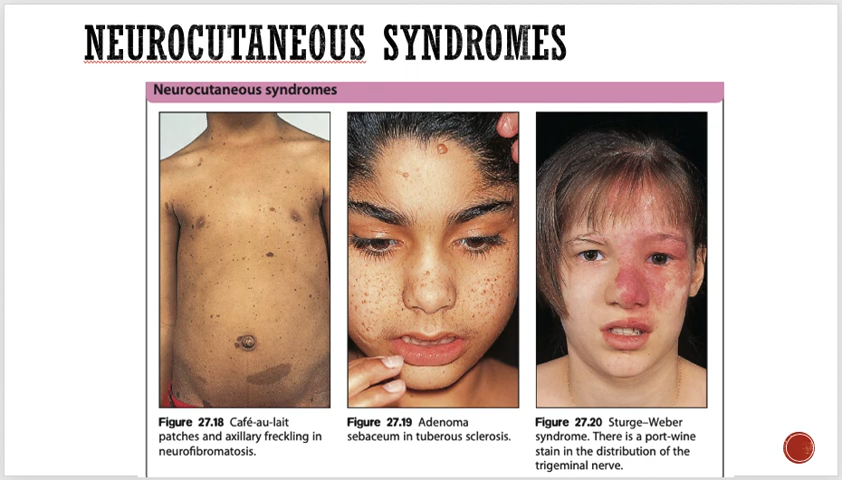 NEUROCUTANEOUS SYNDROMES
Neurocutaneous syndromes
Figure 27.18 Café-au-lait
patches and axillary freckling in
neurofibromatosis.
Figure 27.19 Adenoma
sebaceum in tuberous sclerosis.
Figure 27.20 Sturge–Weber
syndrome. There is a port-wine
stain in the distribution of the
trigeminal nerve.